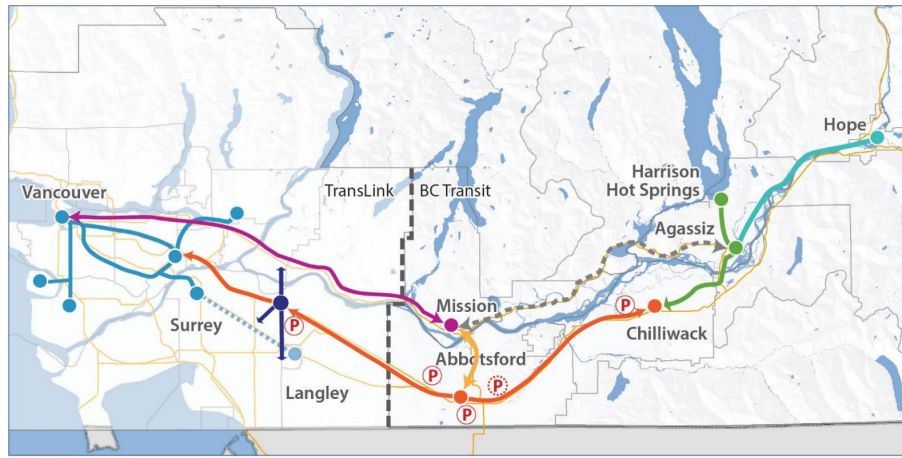 Hope
Harrison
Hot Springs
Vancouver
TransLink
BC Transit
Agassiz
Mission
P
P
Surrey
Chilliwack
Abbotsford
P
P
Langley
P